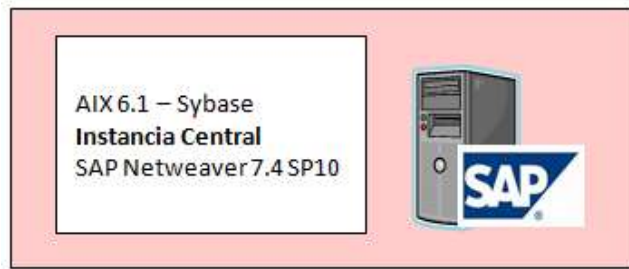 AIX 6.1 – Sybase
Instancia Central
SAP Netweaver 7.4 SP10
SAP